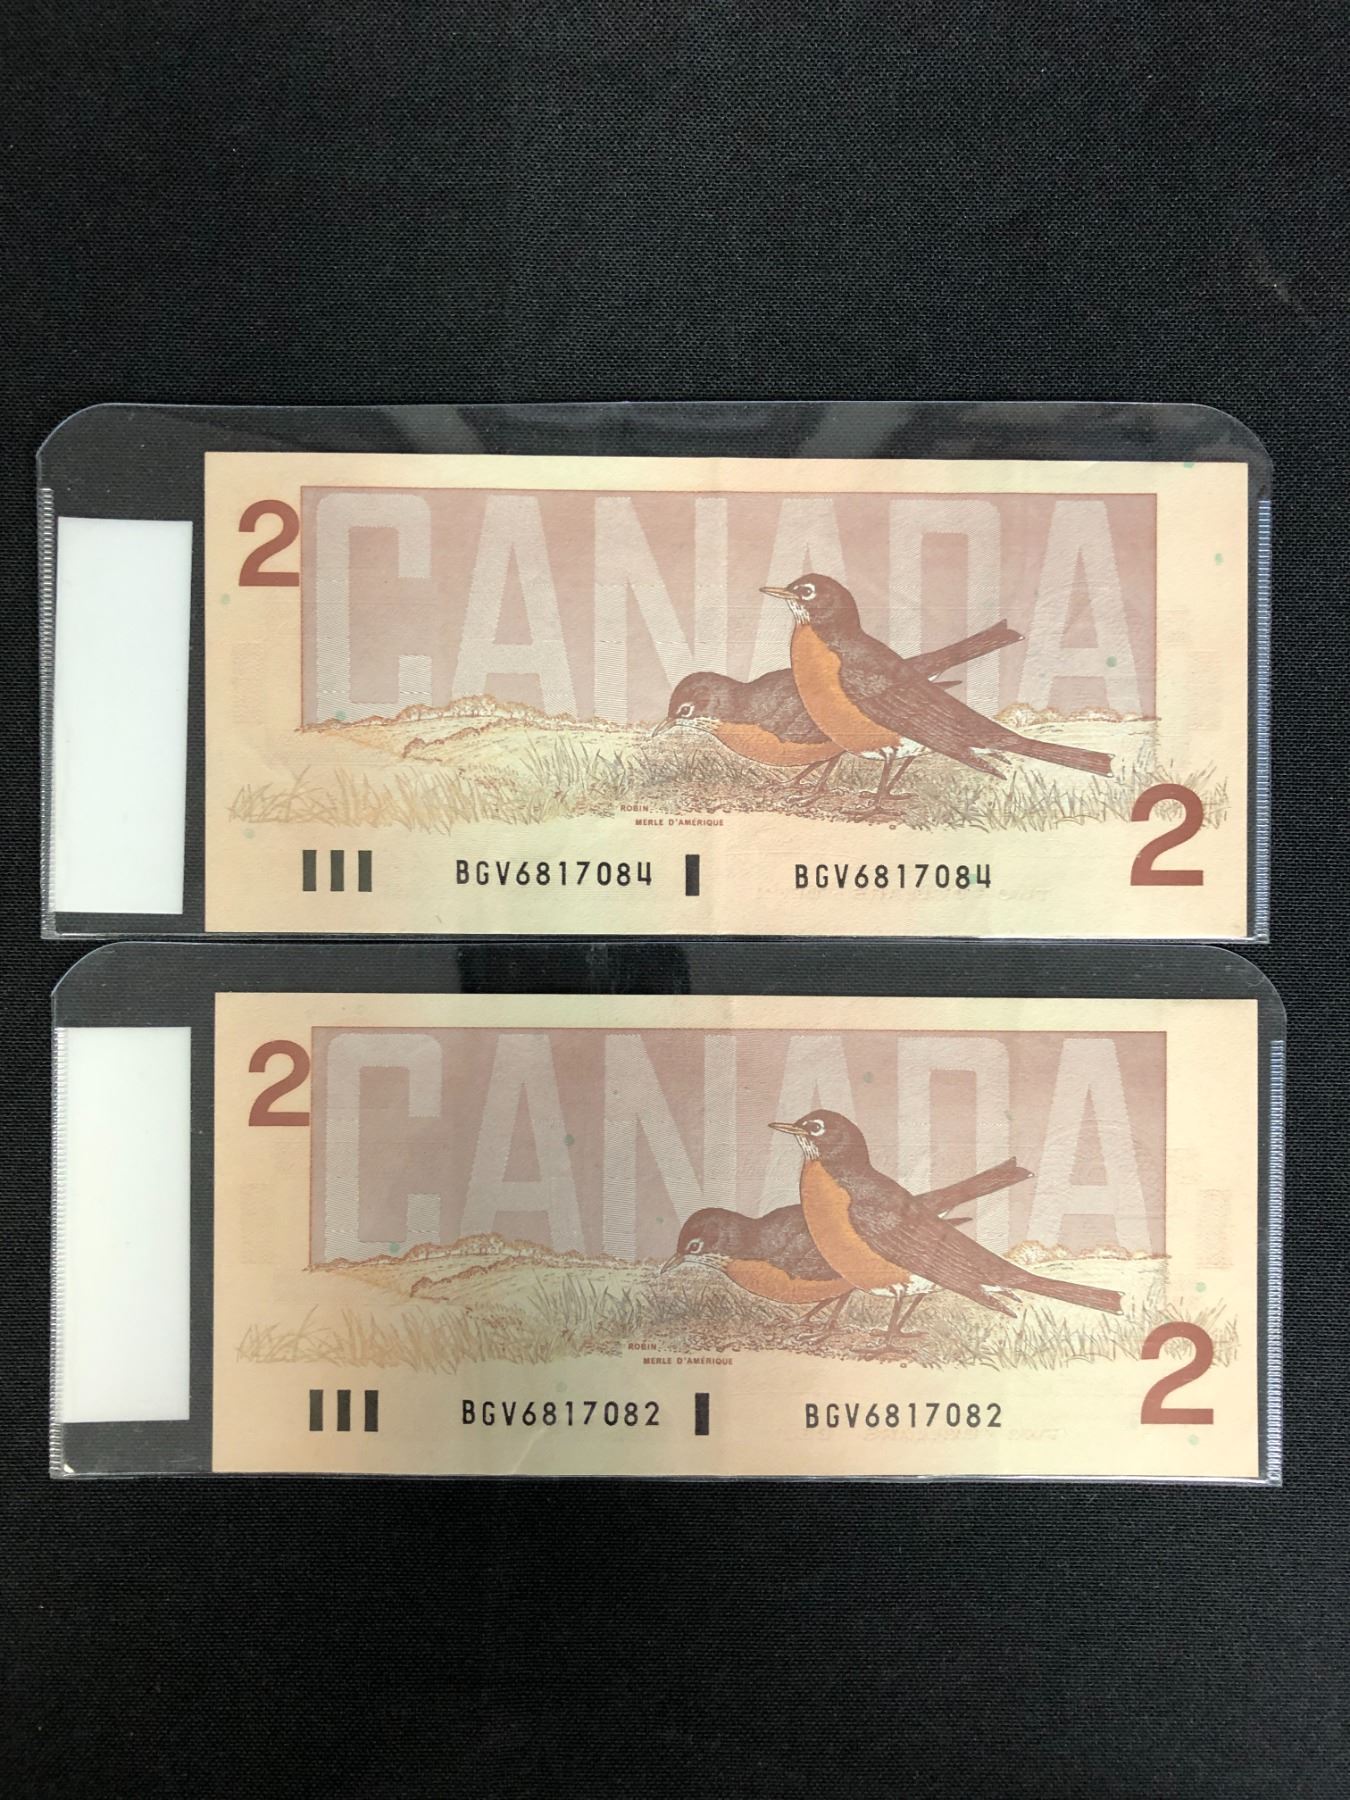 2
CANADA
ROBIN
MERLE D'AMÉRIQUE
2
BGV6817084 BGV6817084
2
CANADA
ROBIN
MERLE D'AMÉRIQUE
2
BGV6817082 BGV6817082